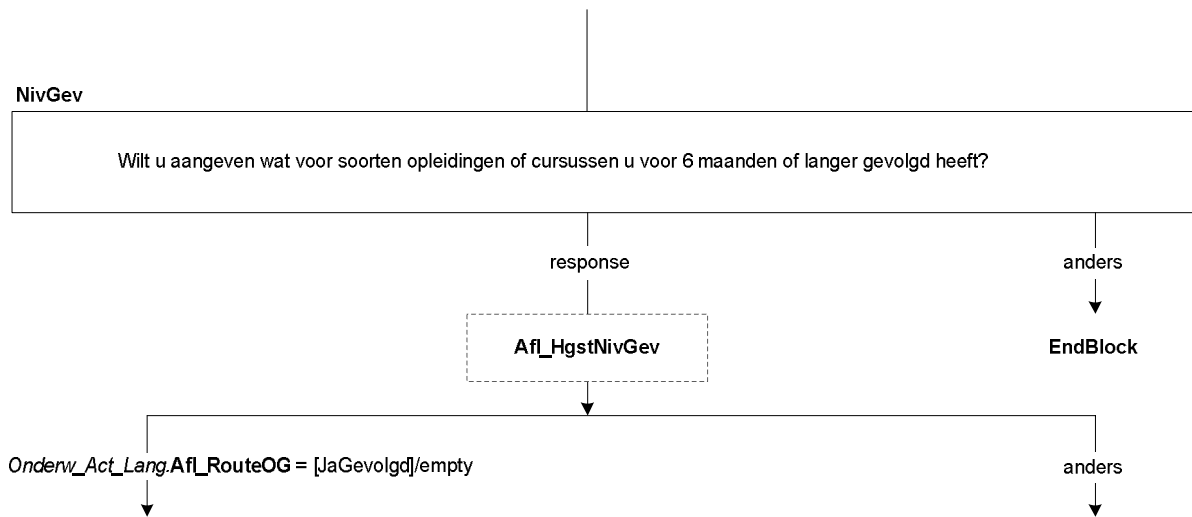 NivGev
Wilt u aangeven wat voor soorten opleidingen of cursussen u voor 6 maanden of langer gevolgd heeft?
response
anders
Afl_HgstNivGev
EndBlock
Onderw_Act_Lang.Afl_RouteOG = [JaGevolgd]/empty
anders